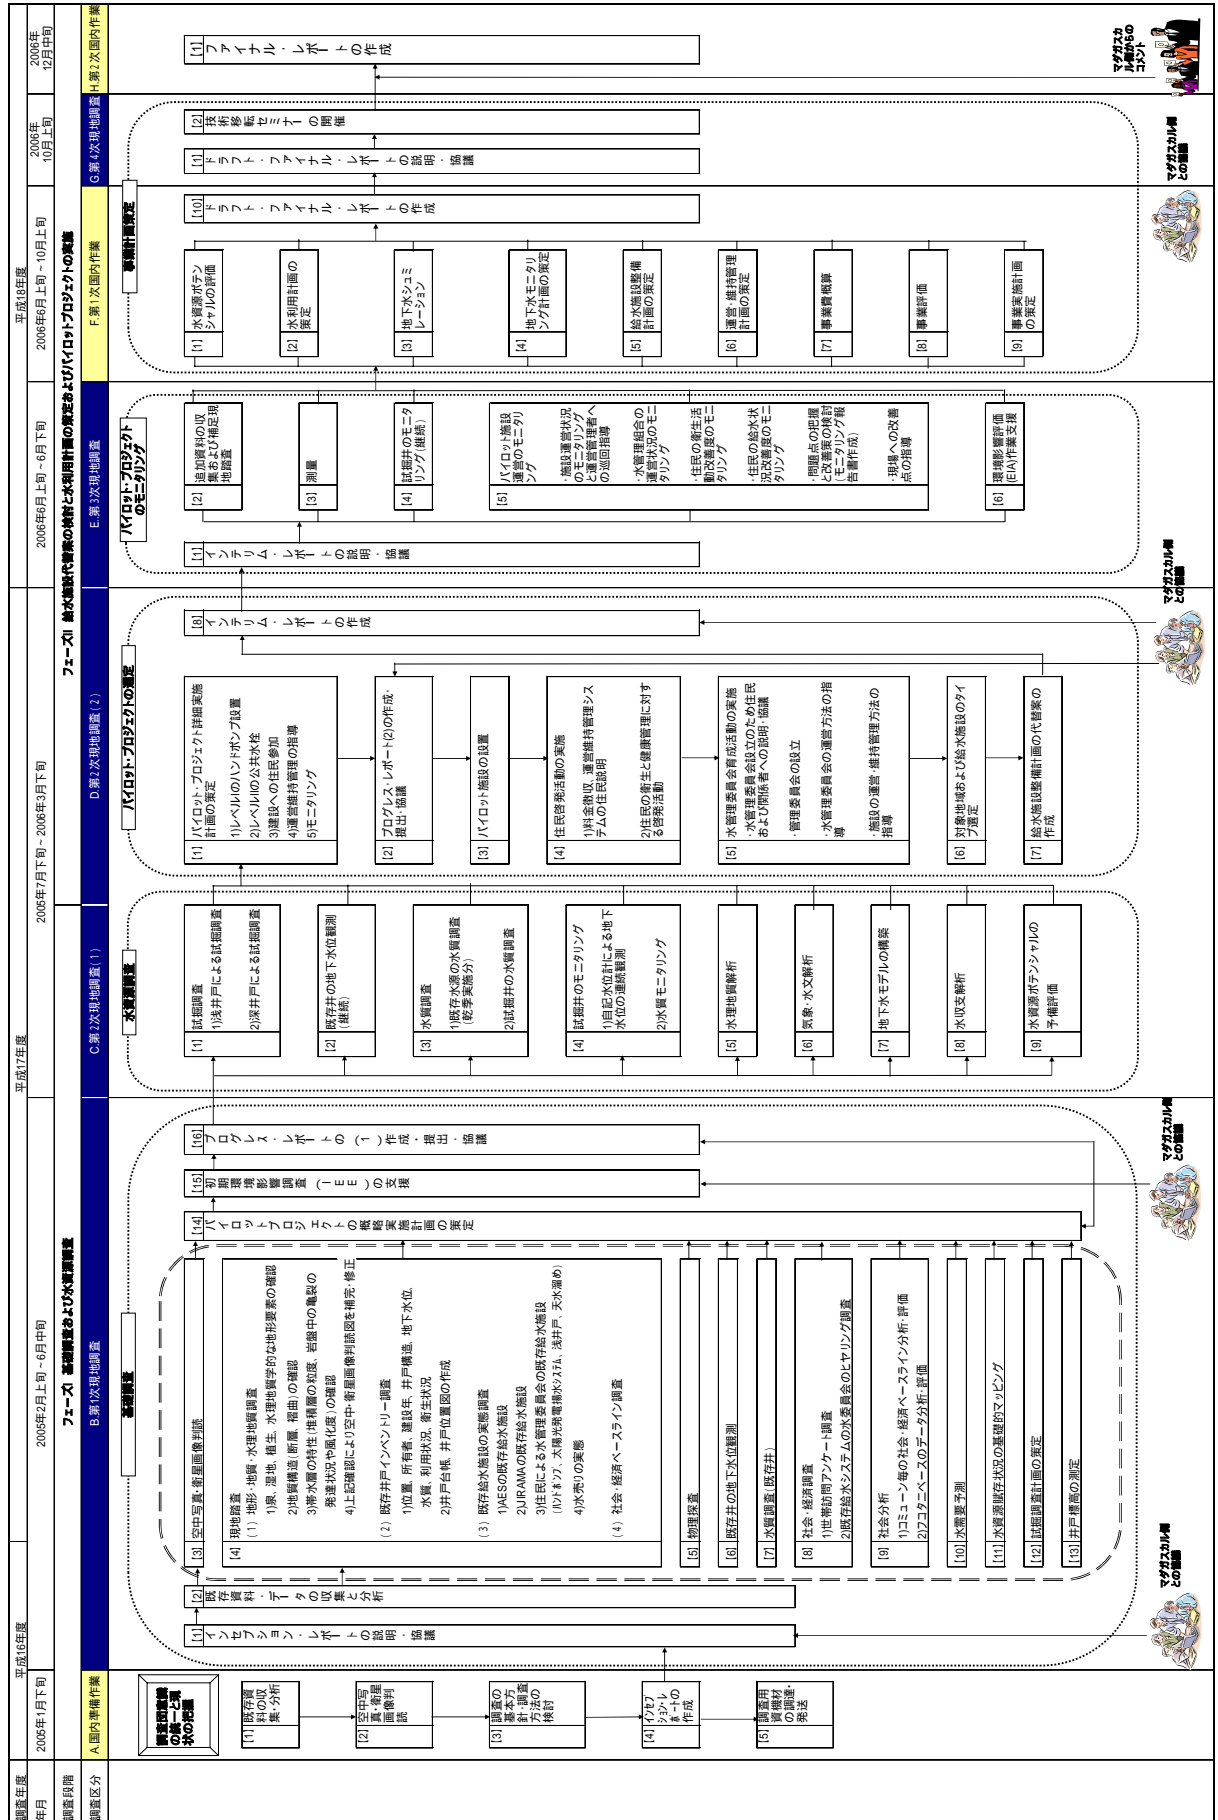 調査年度
平成16年度
平成17年度
平成18年度
年月
2005年1月下旬
2005年2月上旬~6月中旬
2005年7月下旬~2006年3月下旬
2006年6月上旬~6月下旬
2006年6月上旬~10月上旬
2006年
10月上旬
2006年
12月中旬
調査段階
フェーズI 基礎調査および水資源調査
フェーズII 給水施設代替案の検討と水利用計画の策定およびパイロットプロジェクトの実施
調査区分
A.国内準備作業
B.第1次現地調査
C.第2次現地調査(1)
D.第2次現地調査(2)
E.第3次現地調査
F.第1次国内作業
G.第4次現地調査
H.第2次国内作業
調査団意識
の統一と現
状の把握
[1] 既存資
料の収
集・分析
[2] 空中写
真・衛星
画像判
読
[3] 調査の
基本方
針・調査
方法の
検討
[4] インセプ
ション・レ
ポートの
作成
[5] 調査用
資機材
の調達・
発送
基礎調査
[1] インセプション・レポートの説明・協議
[2] 既存資料・データの収集と分析
[3] 空中写真・衛星画像判読
[4] 現地踏査
(1) 地形・地質・水理地質調査
1)泉、湿地、植生、水理地質学的な地形要素の確認
2)地質構造(断層、褶曲)の確認
3)帯水層の特性(堆積層の粒度、岩盤中の亀裂の
発達状況や風化度)の確認
4)上記確認により空中・衛星画像判読図を補完・修正
(2) 既存井戸インベントリー調査
1)位置、所有者、建設年、井戸構造、地下水位、
水質、利用状況、衛生状況
2)井戸台帳、井戸位置図の作成
(3) 既存給水施設の実態調査
1)AESの既存給水施設
2)JIRAMAの既存給水施設
3)住民による水管理委員会の既存給水施設
(ハンドポンプ、太陽光発電揚水システム、浅井戸、天水溜め)
4)水売りの実態
(4) 社会・経済ベースライン調査
[5] 物理探査
[6] 既存井の地下水位観測
[7] 水質調査(既存井)
[8] 社会・経済調査
1)世帯訪問アンケート調査
2)既存給水システムの水委員会のヒヤリング調査
[9] 社会分析
1)コミューン毎の社会・経済ベースライン分析・評価
2)フコタニベースのデータ分析・評価
[10] 水需要予測
[11] 水資源賦存状況の基礎的マッピング
[12] 試掘調査計画の策定
[13] 井戸標高の測定
[14] パイロットプロジェクトの概略実施計画の策定
[15] 初期環境影響調査(IEE)の支援
[16] プログレス・レポートの(1)作成・提出・協議
マダガスカル側
との協議
マダガスカル側
との協議
水資源調査
[1] 試掘調査
1)浅井戸による試掘調査
2)深井戸による試掘調査
[2] 既存井の地下水位観測
(継続)
[3] 水質調査
1)既存水源の水質調査
(乾季実施分)
2)試掘井の水質調査
[4] 試掘井のモニタリング
1)自記水位計による地下
水位の連続観測
2)水質モニタリング
[5] 水理地質解析
[6] 気象・水文解析
[7] 地下水モデルの構築
[8] 水収支解析
[9] 水資源ポテンシャルの
予備評価
パイロット・プロジェクトの選定
[1] パイロット・プロジェクト詳細実施
計画の策定
1)レベルIのハンドポンプ設置
2)レベルIIの公共水栓
3)建設への住民参加
4)運営維持管理の指導
5)モニタリング
[2] プログレス・レポート(2)の作成・
提出・協議
[3] パイロット施設の設置
[4] 住民啓発活動の実施
1)料金徴収、運営維持管理シス
テムの住民説明
2)住民の衛生と健康管理に対す
る啓発活動
[5] 水管理委員会育成活動の実施
・水管理委員会設立のため住民
および関係者への説明・協議
・管理委員会の設立
・水管理委員会の運営方法の指
導
・施設の運営・維持管理方法の
指導
[6] 対象地域および給水施設のタイ
プ選定
[7] 給水施設整備計画の代替案の
作成
[8] インテリム・レポートの作成
マダガスカル側
との協議
パイロット・プロジェクト
のモニタリング
[1] インテリム・レポートの説明・協議
[2] 追加資料の収
集および補足現
地踏査
[3] 測量
[4] 試掘井のモニタ
リング(継続)
[5] パイロット施設
運営のモニタリ
ング
・施設運営状況
のモニタリング
と運営管理者へ
の巡回指導
・水管理組合の
運営状況のモニ
タリング
・住民の衛生活
動改善度のモニ
タリング
・住民の給水状
況改善度のモニ
タリング
・問題点の把握
と改善策の検討
(モニタリング報
告書作成)
・現場への改善
点の指導
[6] 環境影響評価
(EIA)作業支援
事業計画策定
[1] 水資源ポテン
シャルの評価
[2] 水利用計画の
策定
[3] 地下水シュミ
レーション
[4] 地下水モニタリ
ング計画の策定
[5] 給水施設整備
計画の策定
[6] 運営・維持管理
計画の策定
[7] 事業費概算
[8] 事業評価
[9] 事業実施計画
の策定
[10] ドラフト・ファイナル・レポートの作成
[1] ドラフト・ファイナル・レポートの説明・協議
[2] 技術移転セミナーの開催
マダガスカル側
との協議
[1] ファイナル・レポートの作成
マダガスカ
ル側からの
コメント